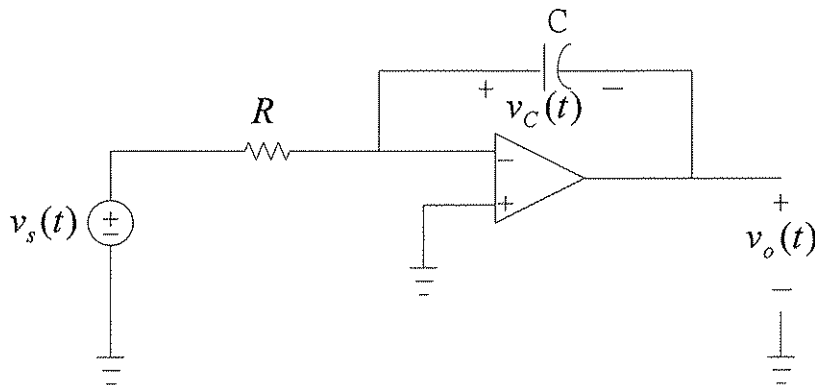 C
+ v_C(t) −
R
−
+
v_s(t)
+
−
+
v_o(t)
−